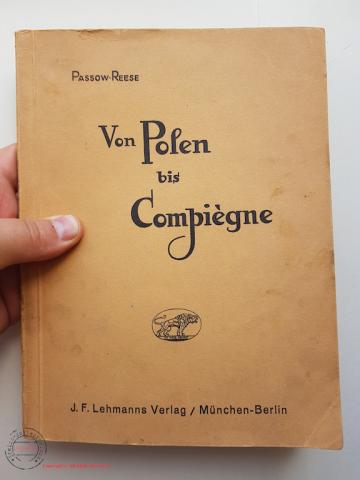 PASSOW-REESE
Von Polen
bis
Compiègne
J. F. Lehmanns Verlag / München-Berlin